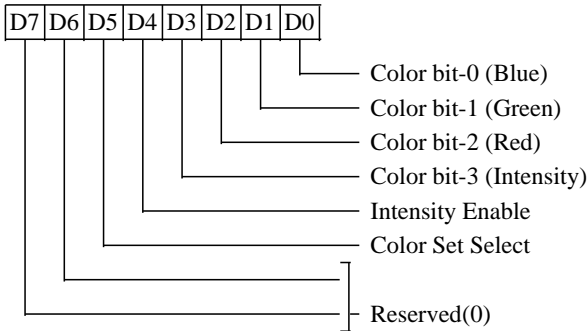 D7 D6 D5 D4 D3 D2 D1 D0
Color bit-0 (Blue)
Color bit-1 (Green)
Color bit-2 (Red)
Color bit-3 (Intensity)
Intensity Enable
Color Set Select
Reserved(0)